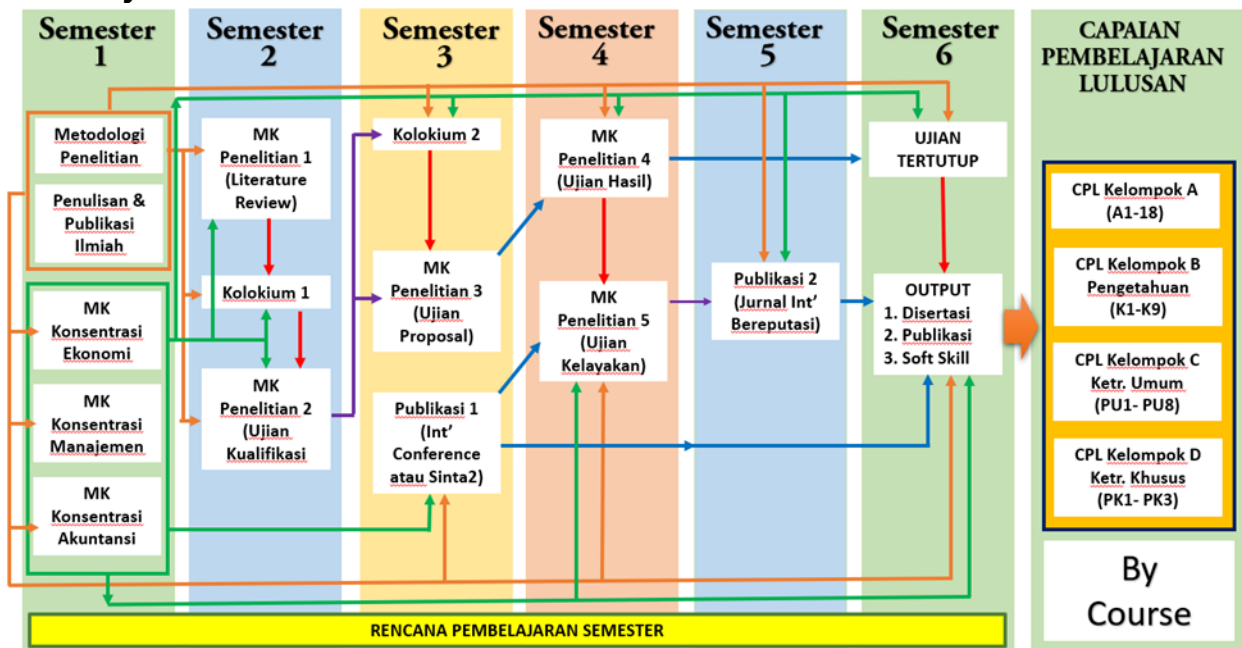 Semester
1
Metodologi
Penelitian
Penulisan &
Publikasi
Ilmiah
MK
Konsentrasi
Ekonomi
MK
Konsentrasi
Manajemen
MK
Konsentrasi
Akuntansi
Semester
2
MK
Penelitian 1
(Literature
Review)
Kolokium 1
MK
Penelitian 2
(Ujian
Kualifikasi
Semester
3
Kolokium 2
MK
Penelitian 3
(Ujian
Proposal)
Publikasi 1
(Int'
Conference
atau Sinta2)
Semester
4
MK
Penelitian 4
(Ujian Hasil)
MK
Penelitian 5
(Ujian
Kelayakan)
Semester
5
Publikasi 2
(Jurnal Int'
Bereputasi)
Semester
6
UJIAN
TERTUTUP
OUTPUT
1. Disertasi
2. Publikasi
3. Soft Skill
CAPAIAN
PEMBELAJARAN
LULUSAN
CPL Kelompok A
(A1-18)
CPL Kelompok B
Pengetahuan
(K1-K9)
CPL Kelompok C
Ketr. Umum
(PU1- PU8)
CPL Kelompok D
Ketr. Khusus
(PK1- PK3)
By
Course
RENCANA PEMBELAJARAN SEMESTER